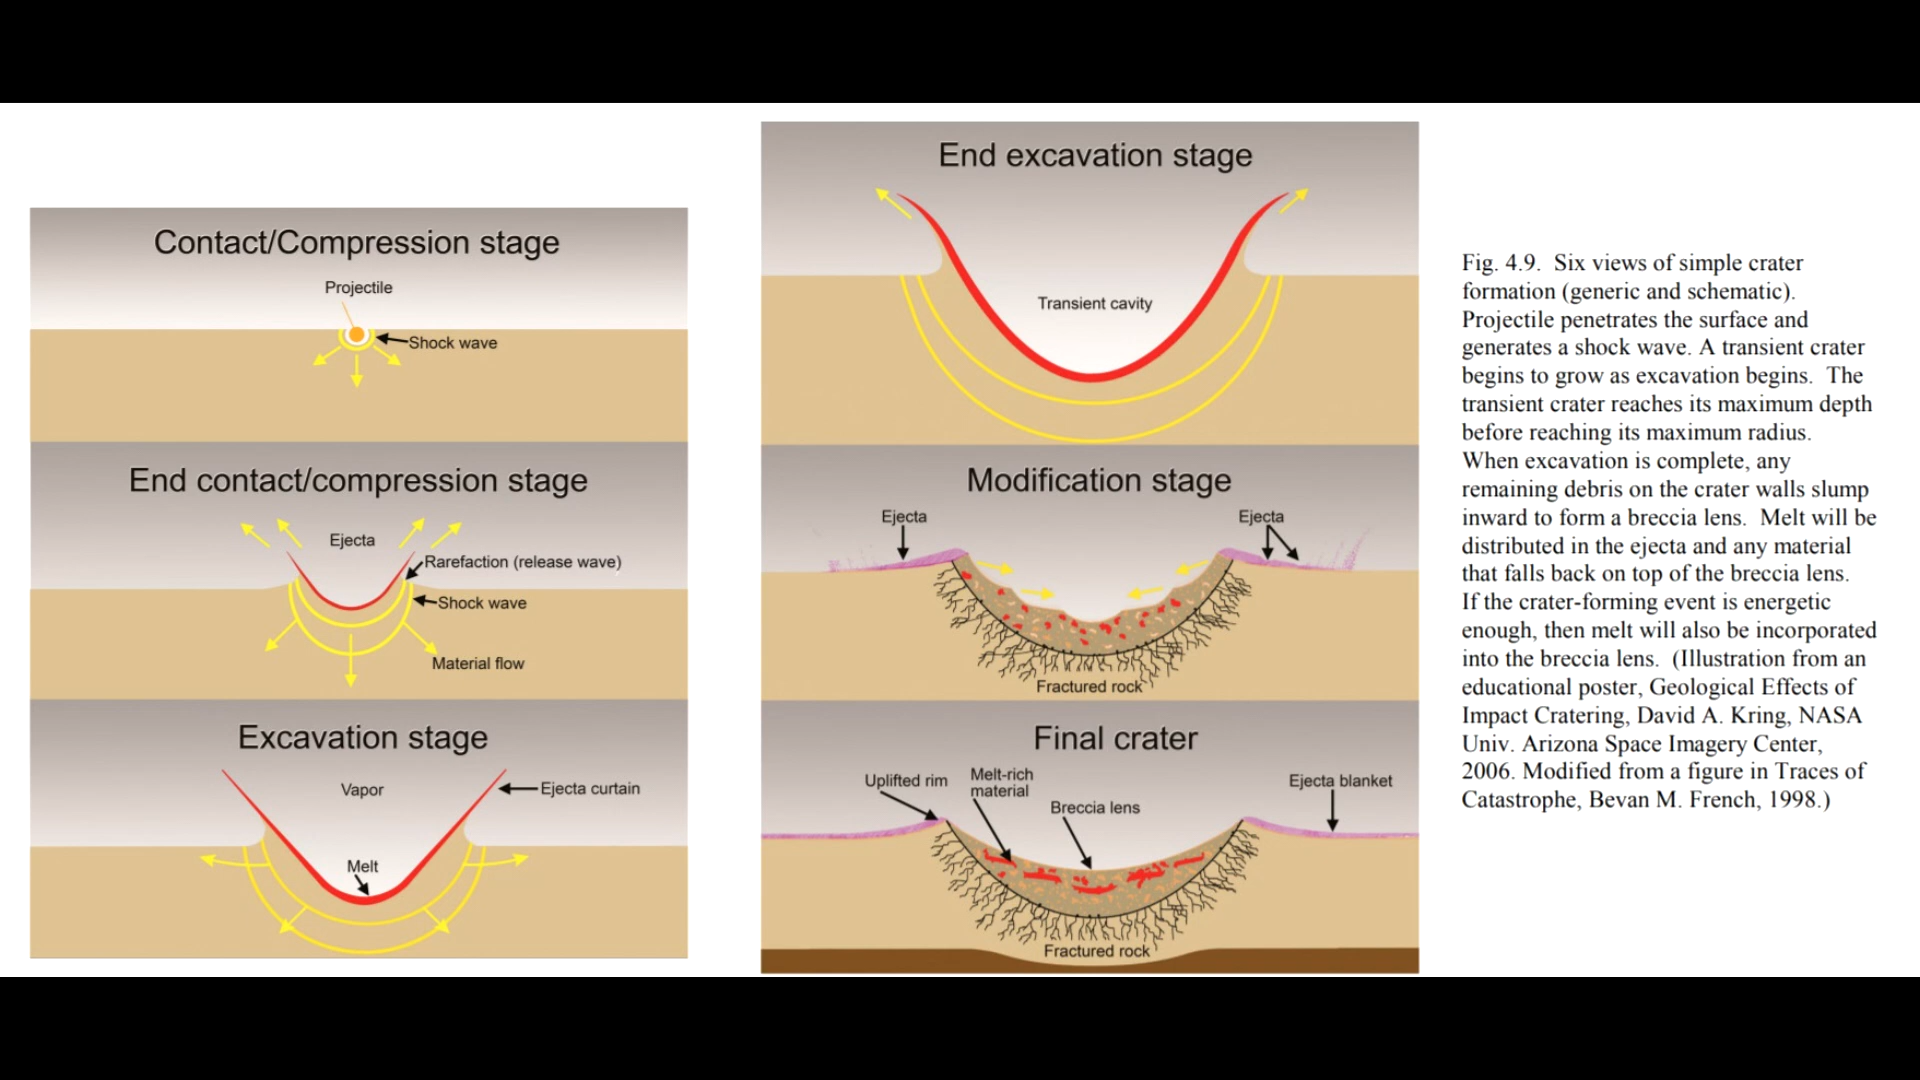 Contact/Compression stage
Projectile
Shock wave
End contact/compression stage
Ejecta
Rarefaction (release wave)
Shock wave
Material flow
Excavation stage
Vapor
Ejecta curtain
Melt
End excavation stage
Transient cavity
Modification stage
Ejecta
Ejecta
Fractured rock
Final crater
Uplifted rim
Melt-rich
material
Breccia lens
Ejecta blanket
Fractured rock
Fig. 4.9. Six views of simple crater
formation (generic and schematic).
Projectile penetrates the surface and
generates a shock wave. A transient crater
begins to grow as excavation begins. The
transient crater reaches its maximum depth
before reaching its maximum radius.
When excavation is complete, any
remaining debris on the crater walls slump
inward to form a breccia lens. Melt will be
distributed in the ejecta and any material
that falls back on top of the breccia lens.
If the crater-forming event is energetic
enough, then melt will also be incorporated
into the breccia lens. (Illustration from an
educational poster, Geological Effects of
Impact Cratering, David A. Kring, NASA
Univ. Arizona Space Imagery Center,
2006. Modified from a figure in Traces of
Catastrophe, Bevan M. French, 1998.)